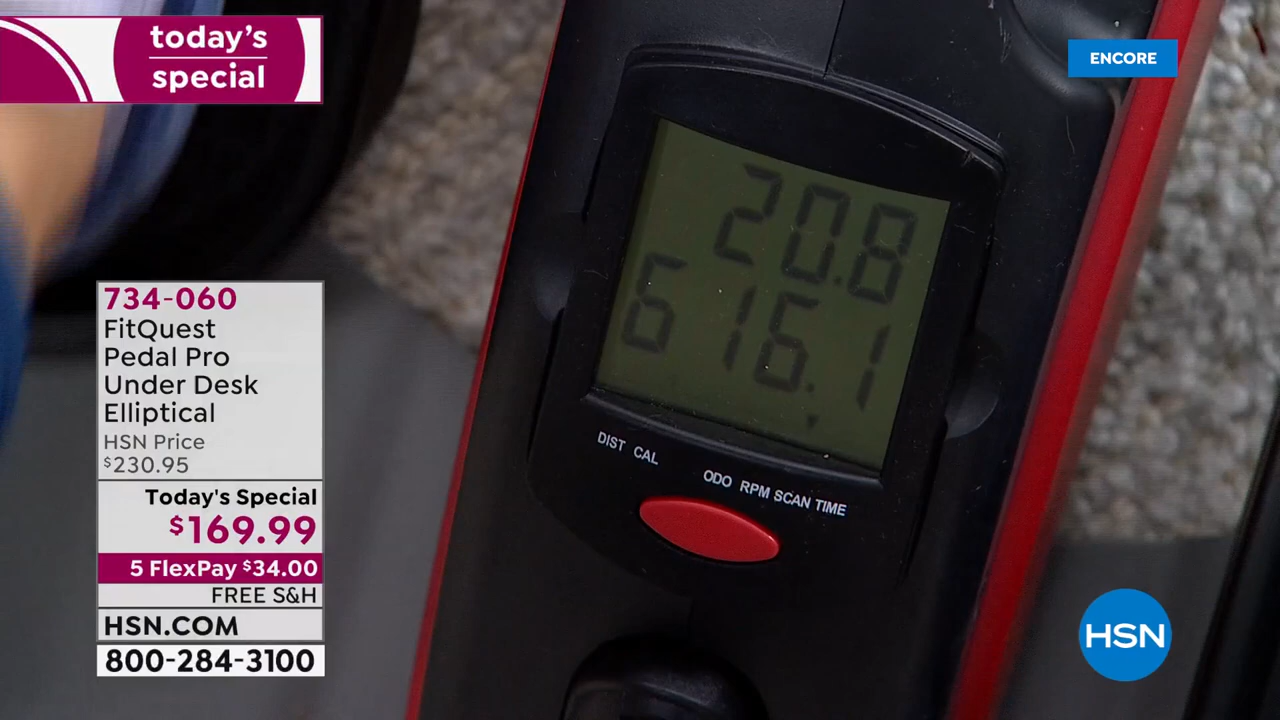 today's
special
ENCORE
20.8
616.1
DIST CAL ODO RPM SCAN TIME
734-060
FitQuest
Pedal Pro
Under Desk
Elliptical
HSN Price
$230.95
Today's Special
$169.99
5 FlexPay $34.00
FREE S&H
HSN.COM
800-284-3100
HSN